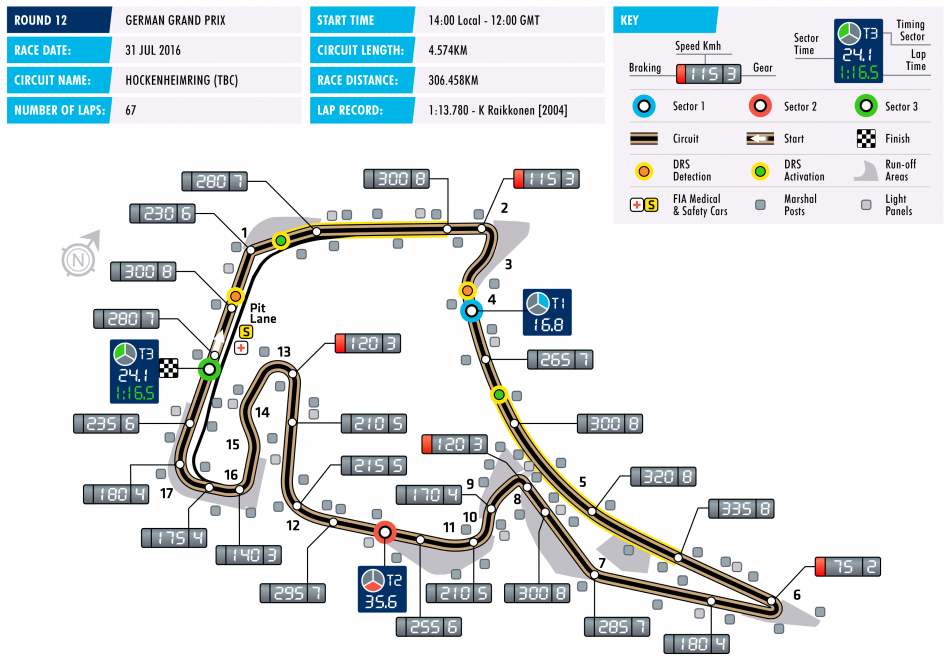 ROUND 12 GERMAN GRAND PRIX
RACE DATE: 31 JUL 2016
CIRCUIT NAME: HOCKENHEIMRING (TBC)
NUMBER OF LAPS: 67
START TIME 14:00 Local - 12:00 GMT
CIRCUIT LENGTH: 4.574KM
RACE DISTANCE: 306.458KM
LAP RECORD: 1:13.780 - K Raikkonen [2004]
KEY
Speed Kmh
Braking 115 3 Gear
Sector Time
T3
24.1
1:16.5
Timing Sector
Lap Time
Sector 1
Sector 2
Sector 3
Circuit
Start
Finish
DRS Detection
DRS Activation
Run-off Areas
S
FIA Medical & Safety Cars
Marshal Posts
Light Panels
280 7
300 8
115 3
230 6
1
2
3
N
300 8
4
T1
16.8
Pit Lane
S
280 7
T3
24.1
1:16.5
13
120 3
265 7
14
235 6
210 5
300 8
15
120 3
16
215 5
320 8
17
180 4
9
170 4
8
5
10
335 8
12
11
175 4
140 3
7
75 2
6
T2
35.6
295 7
210 5
300 8
255 6
285 7
180 4